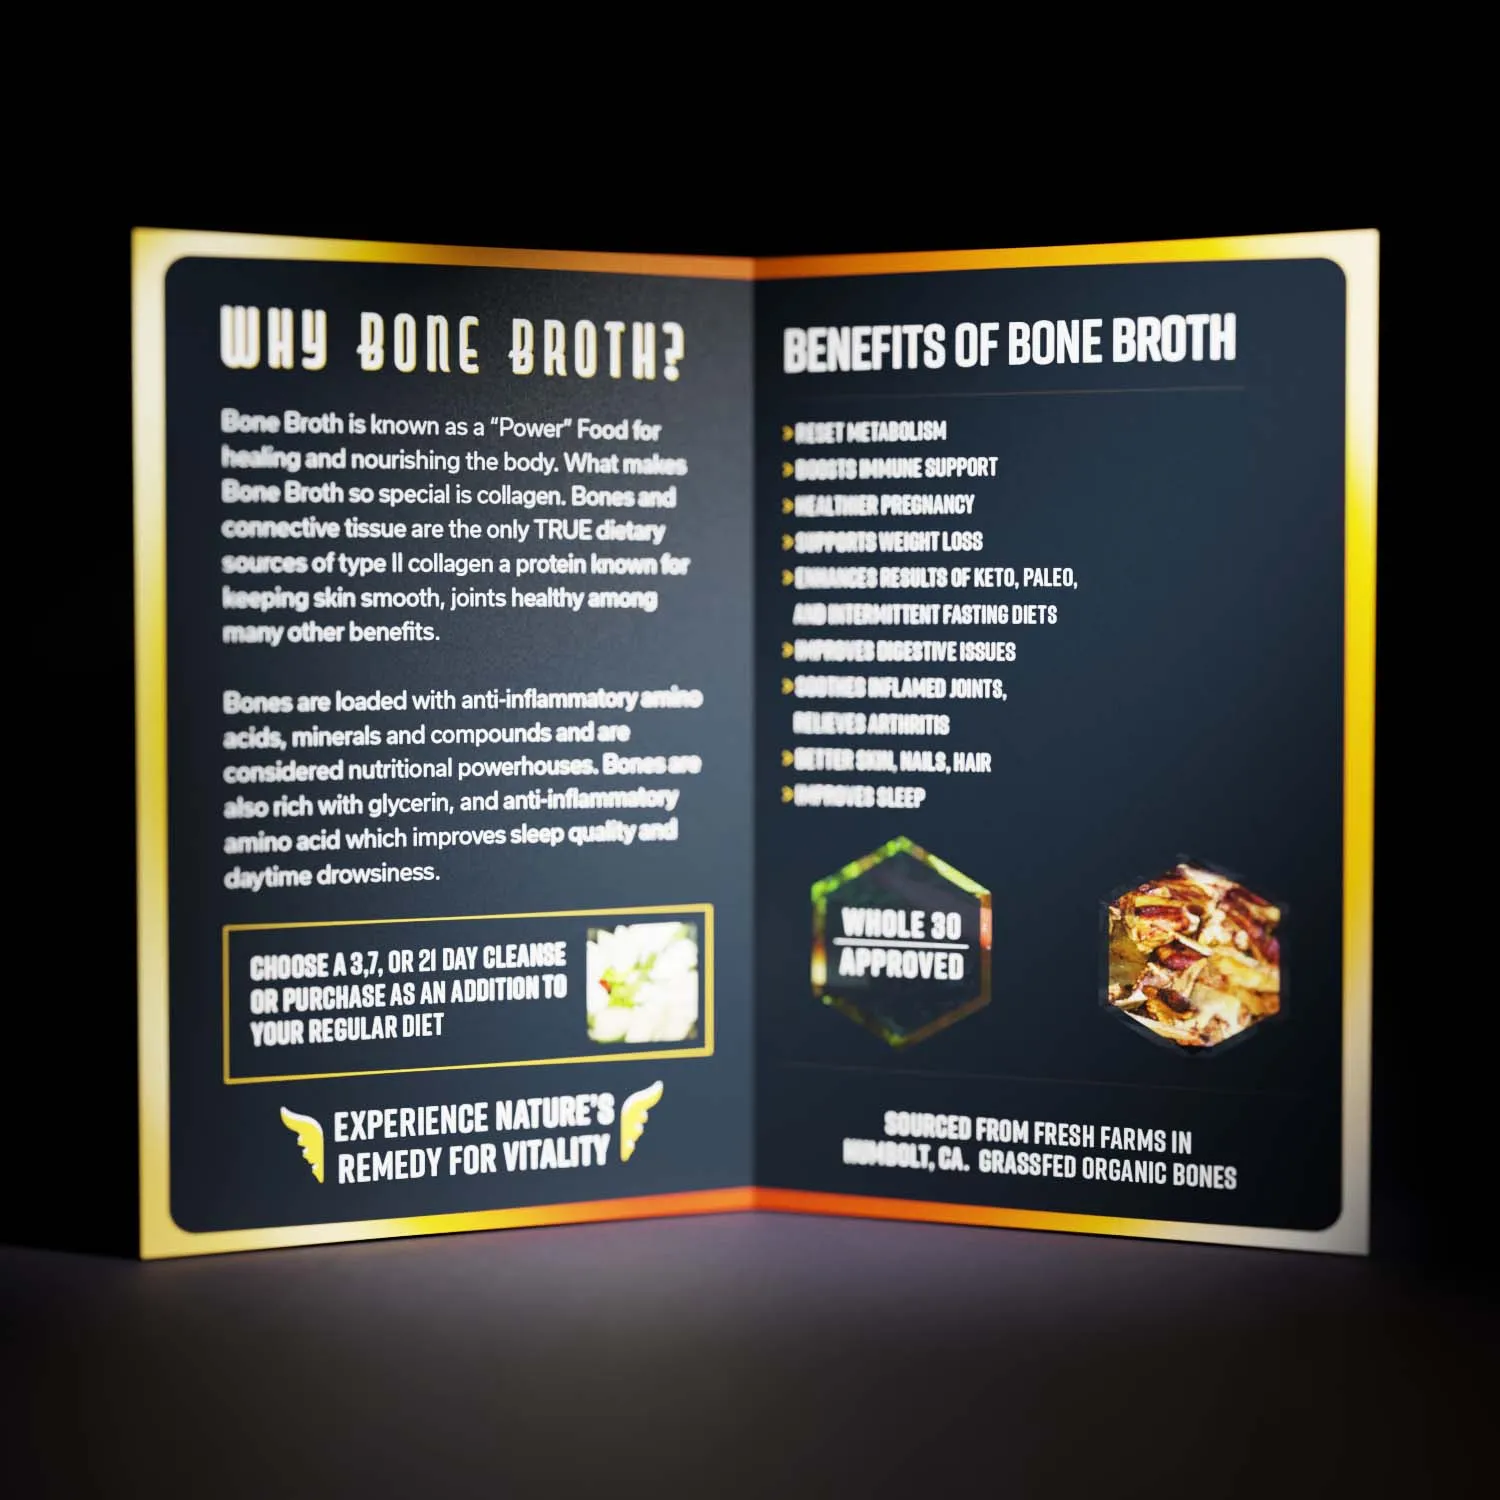 WHY BONE BROTH?
Bone Broth is known as a "Power" Food for
healing and nourishing the body. What makes
Bone Broth so special is collagen. Bones and
connective tissue are the only TRUE dietary
sources of type II collagen a protein known for
keeping skin smooth, joints healthy among
many other benefits.
Bones are loaded with anti-inflammatory amino
acids, minerals and compounds and are
considered nutritional powerhouses. Bones are
also rich with glycerin, and anti-inflammatory
amino acid which improves sleep quality and
daytime drowsiness.
CHOOSE A 3,7, OR 21 DAY CLEANSE
OR PURCHASE AS AN ADDITION TO
YOUR REGULAR DIET
EXPERIENCE NATURE'S
REMEDY FOR VITALITY
BENEFITS OF BONE BROTH
RESET METABOLISM
BOOSTS IMMUNE SUPPORT
HEALTHIER PREGNANCY
SUPPORTS WEIGHT LOSS
ENHANCES RESULTS OF KETO, PALEO,
AND INTERMITTENT FASTING DIETS
IMPROVES DIGESTIVE ISSUES
SOOTHES INFLAMED JOINTS,
RELIEVES ARTHRITIS
BETTER SKIN, NAILS, HAIR
IMPROVES SLEEP
WHOLE 30
APPROVED
SOURCED FROM FRESH FARMS IN
HUMBOLT, CA. GRASSFED ORGANIC BONES